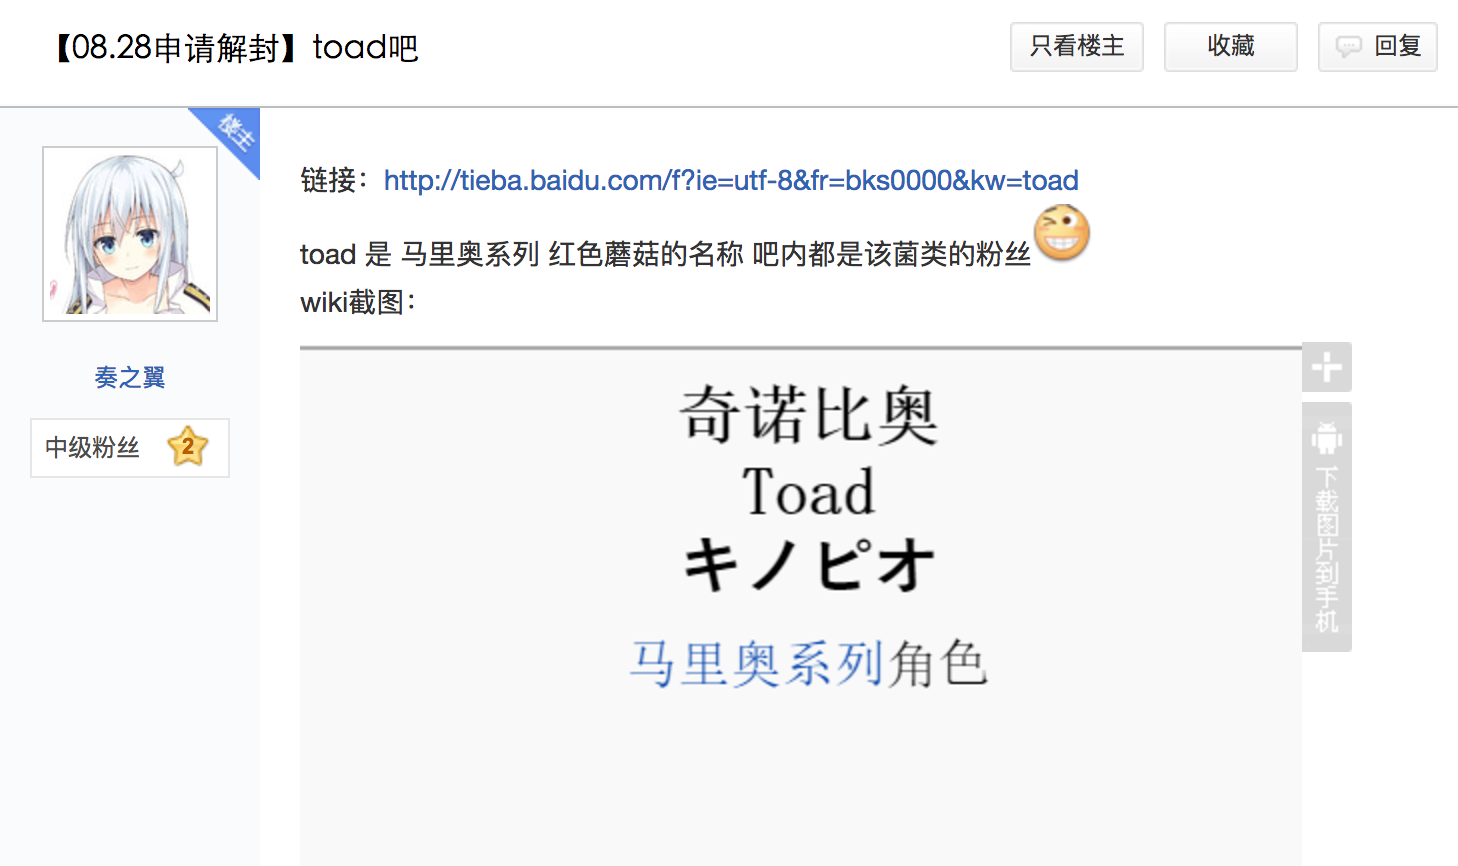 【08.28申请解封】toad吧
只看楼主
收藏
回复
楼主
链接：http://tieba.baidu.com/f?ie=utf-8&fr=bks0000&kw=toad
toad 是 马里奥系列 红色蘑菇的名称 吧内都是该菌类的粉丝
wiki截图：
奏之翼
中级粉丝 2
奇诺比奥
Toad
キノピオ
马里奥系列角色
下载图片到手机